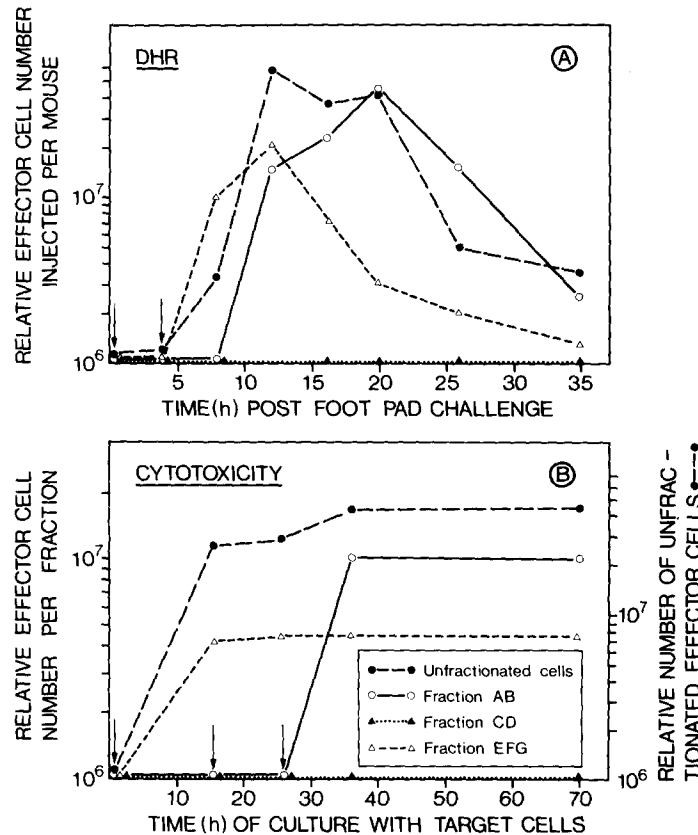 DHR
A
RELATIVE EFFECTOR CELL NUMBER
INJECTED PER MOUSE
10⁷
10⁶
5
10
15
20
25
30
35
TIME(h) POST FOOT PAD CHALLENGE
CYTOTOXICITY
B
RELATIVE EFFECTOR CELL
NUMBER PER FRACTION
10⁷
10⁶
10⁷
10⁶
RELATIVE NUMBER OF UNFRAC-
TIONATED EFFECTOR CELLS
Unfractionated cells
Fraction AB
Fraction CD
Fraction EFG
10
20
30
40
50
60
70
TIME(h) OF CULTURE WITH TARGET CELLS